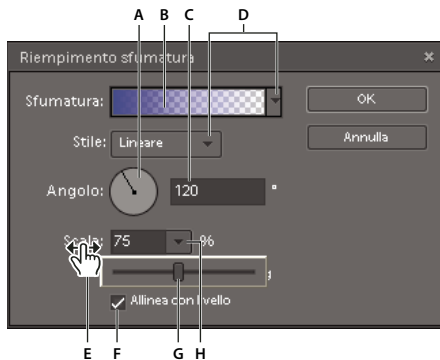 A B C D
Riempimento sfumatura
Sfumatura:
OK
Stile: Lineare
Annulla
Angolo: 120 °
Scala: 75 %
Allinea con livello
E F G H